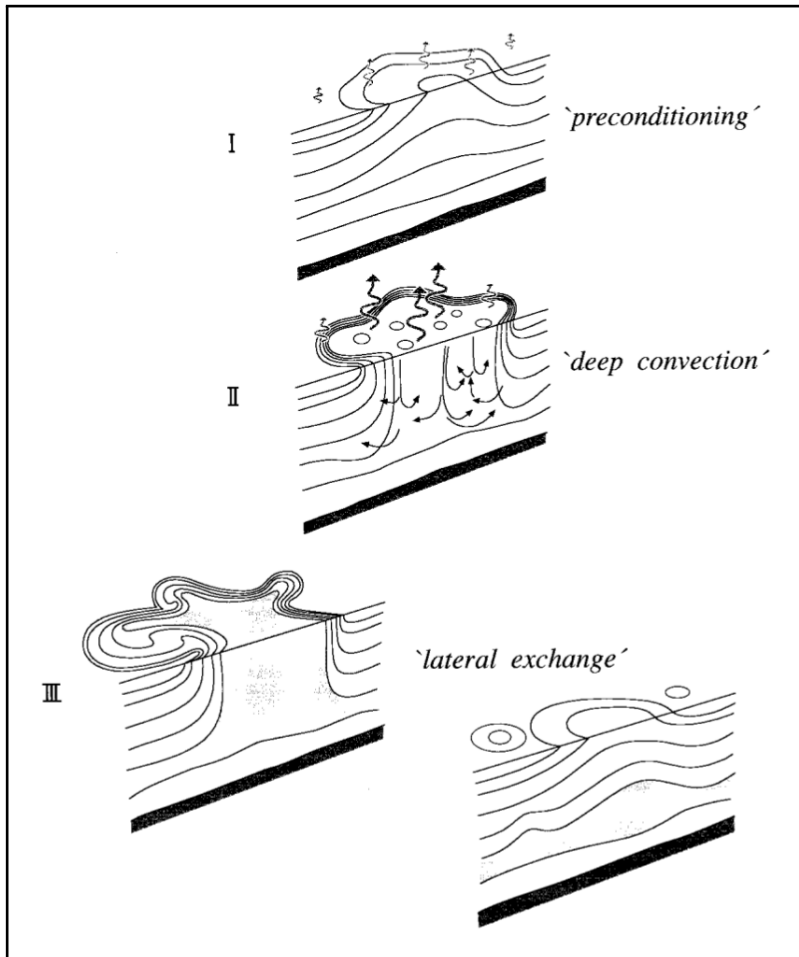 I
`preconditioning´
II
`deep convection´
III
`lateral exchange´